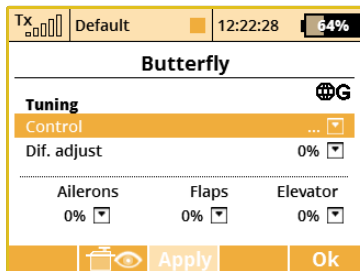 Tx Default 12:22:28 64%
Butterfly
G
Tuning
Control ...
Dif. adjust 0%
Ailerons Flaps Elevator
0% 0% 0%
Apply Ok